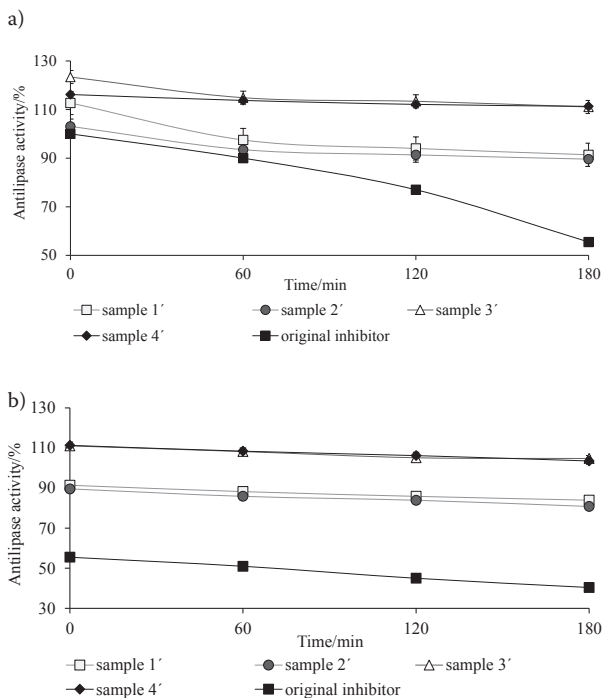 a)
130
110
90
70
50
Antilipase activity/%
0 60 120 180
Time/min
sample 1´ sample 2´ sample 3´
sample 4´ original inhibitor
b)
130
110
90
70
50
30
Antilipase activity/%
0 60 120 180
Time/min
sample 1´ sample 2´ sample 3´
sample 4´ original inhibitor